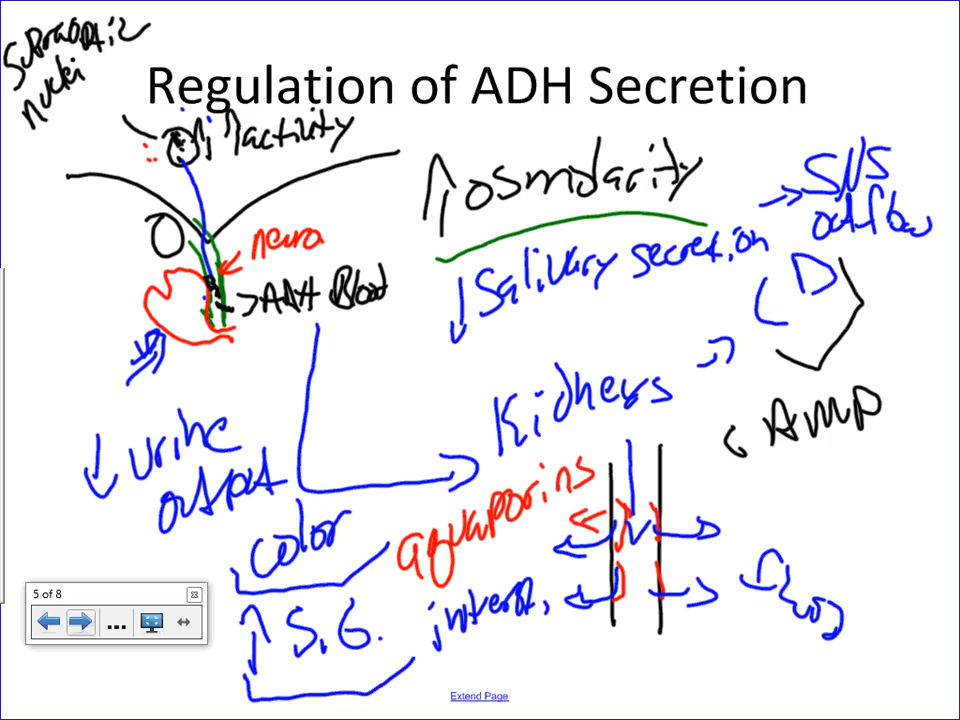 Supraoptic
nuclei
Regulation of ADH Secretion
↑activity
↑osmolarity
SNS
outflow
↓Salivary secretion
neuro
ADH Blood
Kidneys
c AMP
↓urine
output
color
aquaporins
↑ S.G.
interst.
5 of 8
...
Extend Page